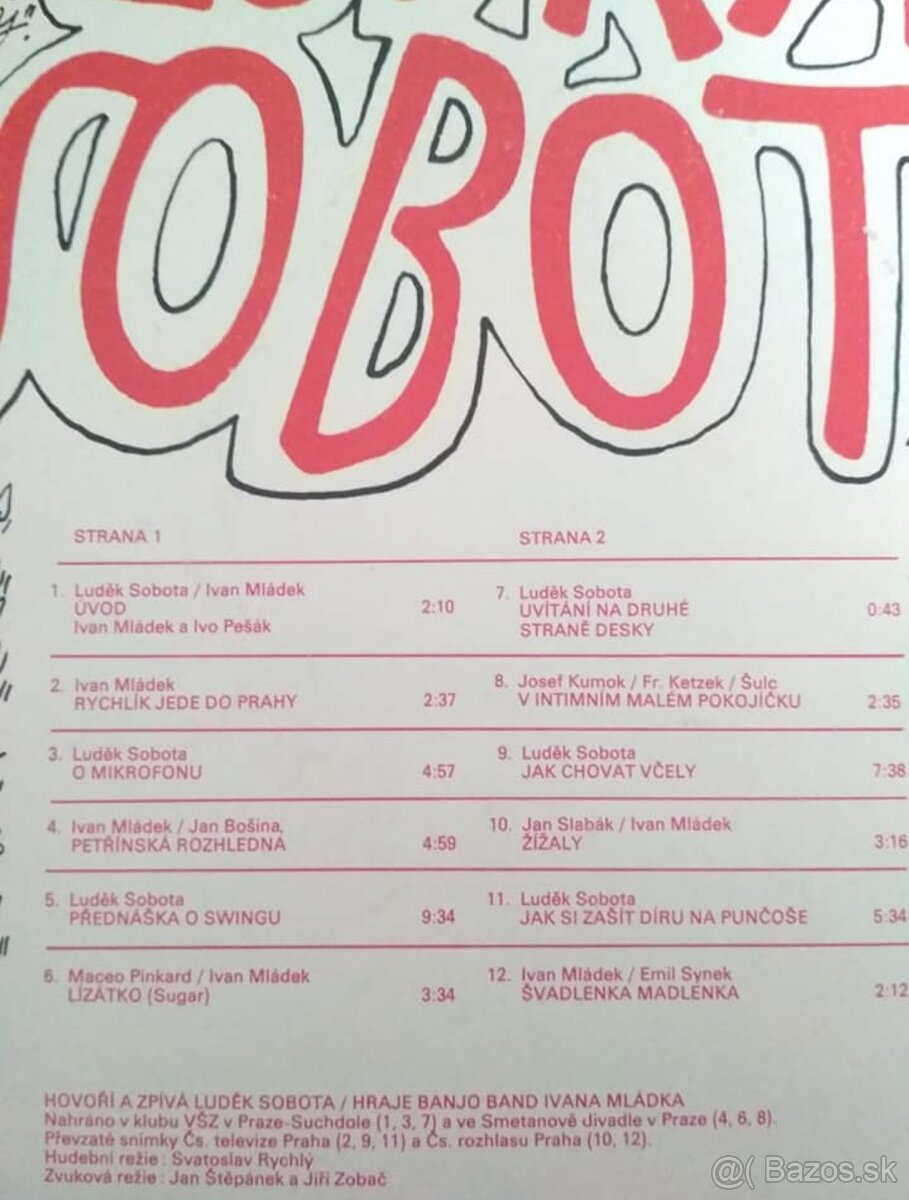 OBOT
STRANA 1
1. Luděk Sobota / Ivan Mládek
ÚVOD 2:10
Ivan Mládek a Ivo Pešák
2. Ivan Mládek
RYCHLÍK JEDE DO PRAHY 2:37
3. Luděk Sobota
O MIKROFONU 4:57
4. Ivan Mládek / Jan Bošina,
PETŘÍNSKÁ ROZHLEDNA 4:59
5. Luděk Sobota
PŘEDNÁŠKA O SWINGU 9:34
6. Maceo Pinkard / Ivan Mládek
LÍZÁTKO (Sugar) 3:34
STRANA 2
7. Luděk Sobota
UVÍTÁNÍ NA DRUHÉ 0:43
STRANĚ DESKY
8. Josef Kumok / Fr. Ketzek / Šulc
V INTIMNÍM MALÉM POKOJÍČKU 2:35
9. Luděk Sobota
JAK CHOVAT VČELY 7:38
10. Jan Slabák / Ivan Mládek
ŽÍŽALY 3:16
11. Luděk Sobota
JAK SI ZAŠÍT DÍRU NA PUNČOŠE 5:34
12. Ivan Mládek / Emil Synek
ŠVADLENKA MADLENKA 2:12
HOVOŘÍ A ZPÍVÁ LUDĚK SOBOTA / HRAJE BANJO BAND IVANA MLÁDKA
Nahráno v klubu VŠZ v Praze-Suchdole (1, 3, 7) a ve Smetanově divadle v Praze (4, 6, 8).
Převzaté snímky Čs. televize Praha (2, 9, 11) a Čs. rozhlasu Praha (10, 12).
Hudební režie : Svatoslav Rychlý
Zvuková režie : Jan Štěpánek a Jiří Zobač
@( Bazos.sk